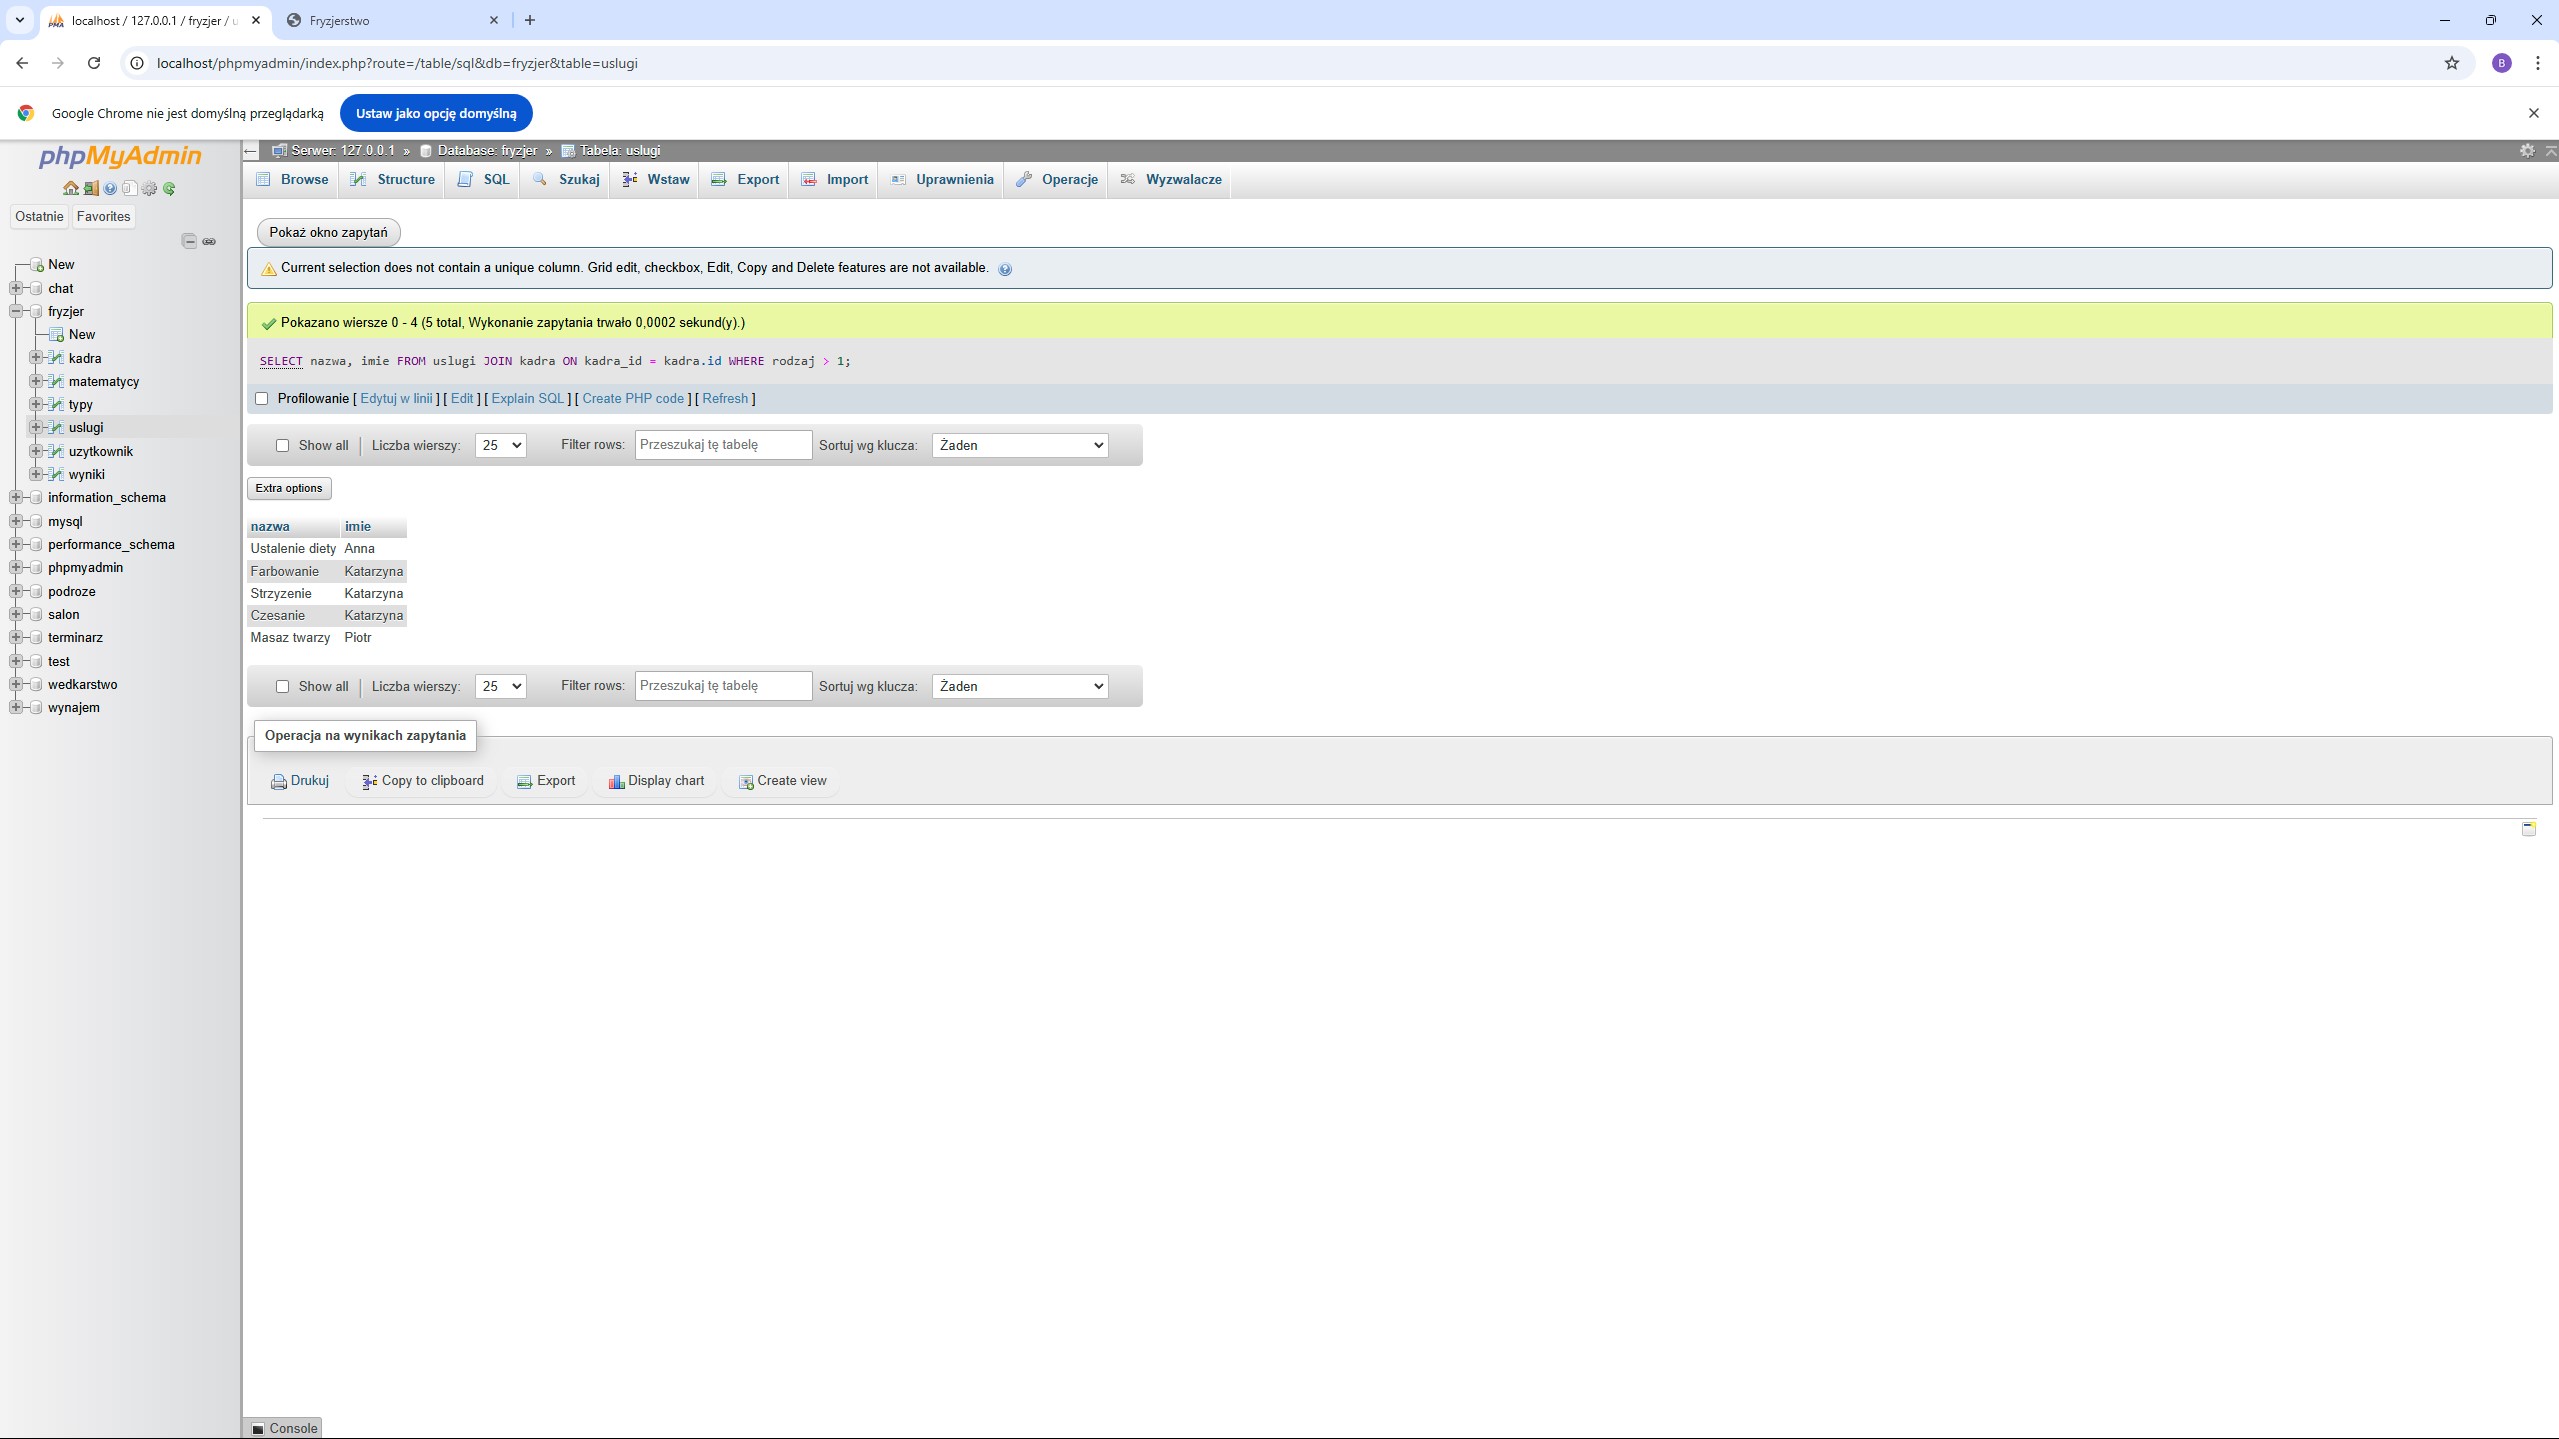 localhost / 127.0.0.1 / fryzjer / u
Fryzjerstwo
localhost/phpmyadmin/index.php?route=/table/sql&db=fryzjer&table=uslugi
B
Google Chrome nie jest domyślną przeglądarką
Ustaw jako opcję domyślną
phpMyAdmin
Ostatnie
Favorites
New
chat
fryzjer
New
kadra
matematycy
typy
uslugi
uzytkownik
wyniki
information_schema
mysql
performance_schema
phpmyadmin
podroze
salon
terminarz
test
wedkarstwo
wynajem
Serwer: 127.0.0.1 » Database: fryzjer » Tabela: uslugi
Browse Structure SQL Szukaj Wstaw Export Import Uprawnienia Operacje Wyzwalacze
Pokaż okno zapytań
Current selection does not contain a unique column. Grid edit, checkbox, Edit, Copy and Delete features are not available.
Pokazano wiersze 0 - 4 (5 total, Wykonanie zapytania trwało 0,0002 sekund(y).)
SELECT nazwa, imie FROM uslugi JOIN kadra ON kadra_id = kadra.id WHERE rodzaj > 1;
Profilowanie [ Edytuj w linii ] [ Edit ] [ Explain SQL ] [ Create PHP code ] [ Refresh ]
Show all | Liczba wierszy: 25 Filter rows: Przeszukaj tę tabelę Sortuj wg klucza: Żaden
Extra options
nazwa imie
Ustalenie diety Anna
Farbowanie Katarzyna
Strzyzenie Katarzyna
Czesanie Katarzyna
Masaz twarzy Piotr
Show all | Liczba wierszy: 25 Filter rows: Przeszukaj tę tabelę Sortuj wg klucza: Żaden
Operacja na wynikach zapytania
Drukuj Copy to clipboard Export Display chart Create view
Console